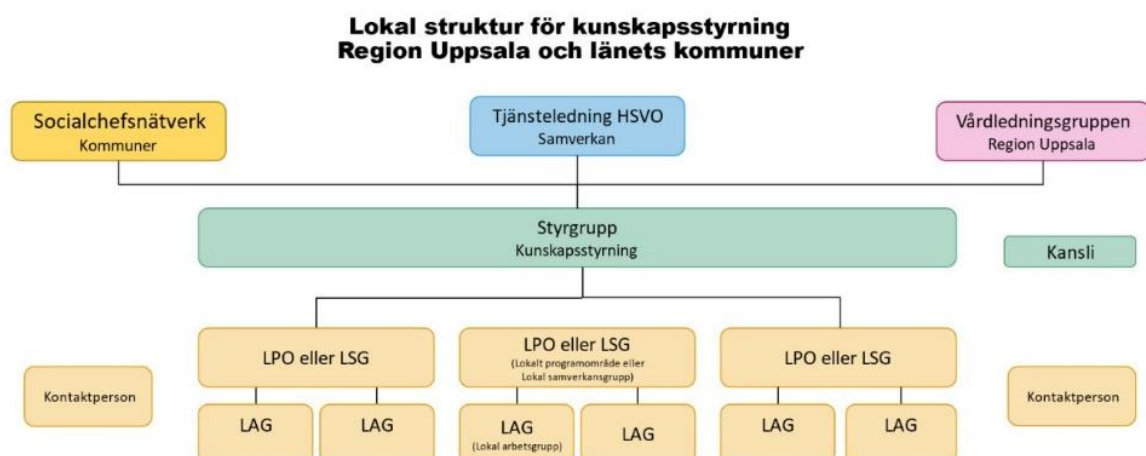 Lokal struktur för kunskapsstyrning
Region Uppsala och länets kommuner
Socialchefsnätverk
Kommuner
Tjänsteledning HSVO
Samverkan
Vårdledningsgruppen
Region Uppsala
Styrgrupp
Kunskapsstyrning
Kansli
Kontaktperson
LPO eller LSG
LPO eller LSG
(Lokalt programområde eller
Lokal samverkansgrupp)
LPO eller LSG
Kontaktperson
LAG
LAG
LAG
(Lokal arbetsgrupp)
LAG
LAG
LAG